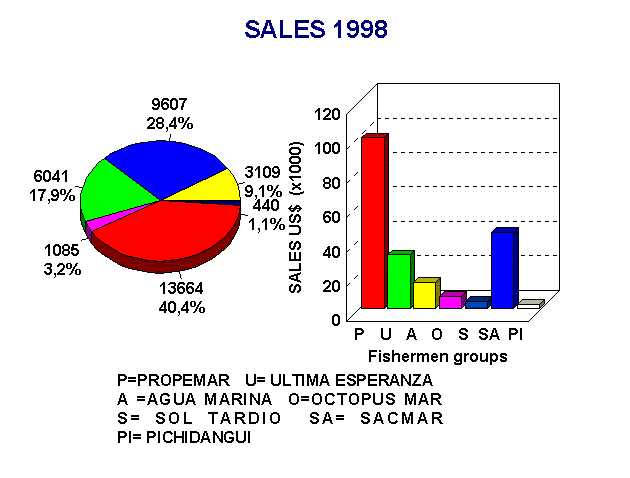 SALES 1998
9607
28,4%
6041
17,9%
3109
9,1%
440
1,1%
1085
3,2%
13664
40,4%
SALES US$ (x1000)
120
100
80
60
40
20
0
P U A O S SA PI
Fishermen groups
P=PROPEMAR U= ULTIMA ESPERANZA
A =AGUA MARINA O=OCTOPUS MAR
S= SOL TARDIO SA= SACMAR
PI= PICHIDANGUI